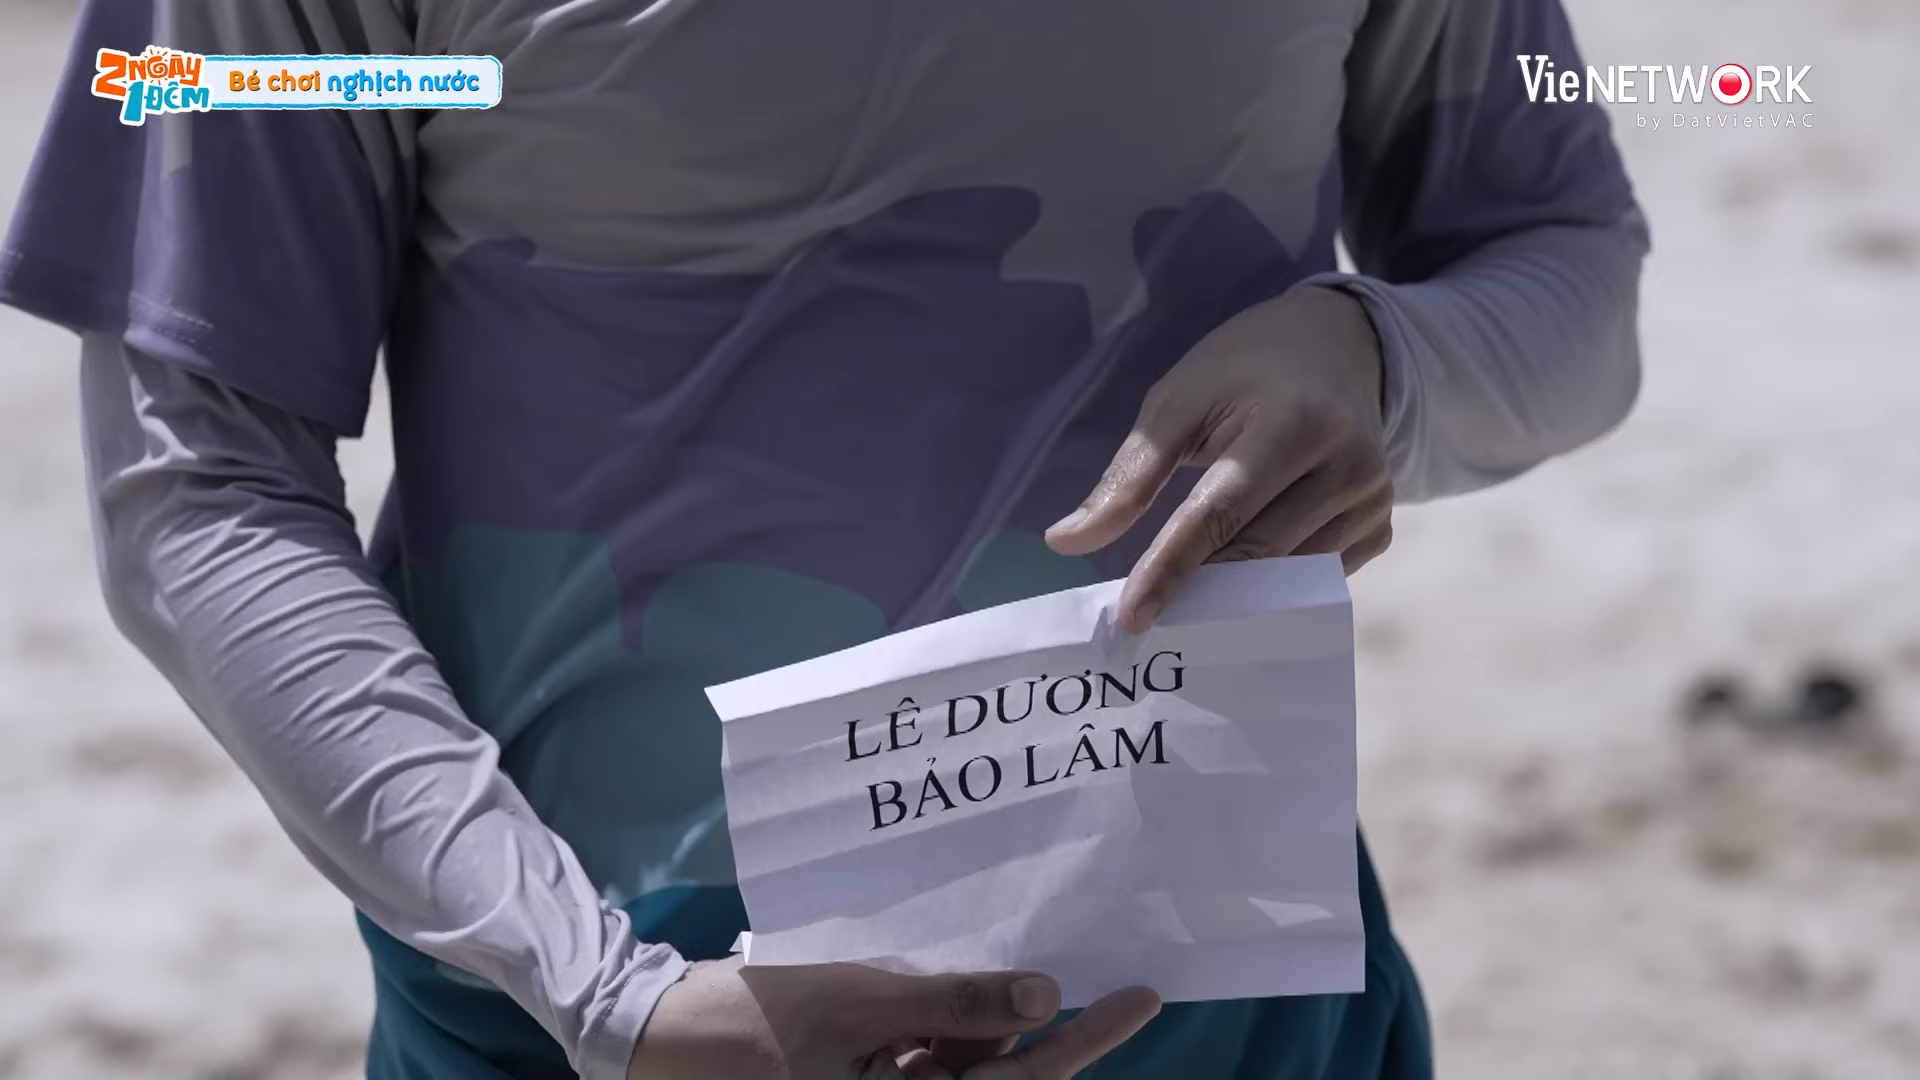 2 NGÀY 1 ĐÊM
Bé chơi nghịch nước
VieNETWORK
by DatVietVAC
LÊ DƯƠNG
BẢO LÂM